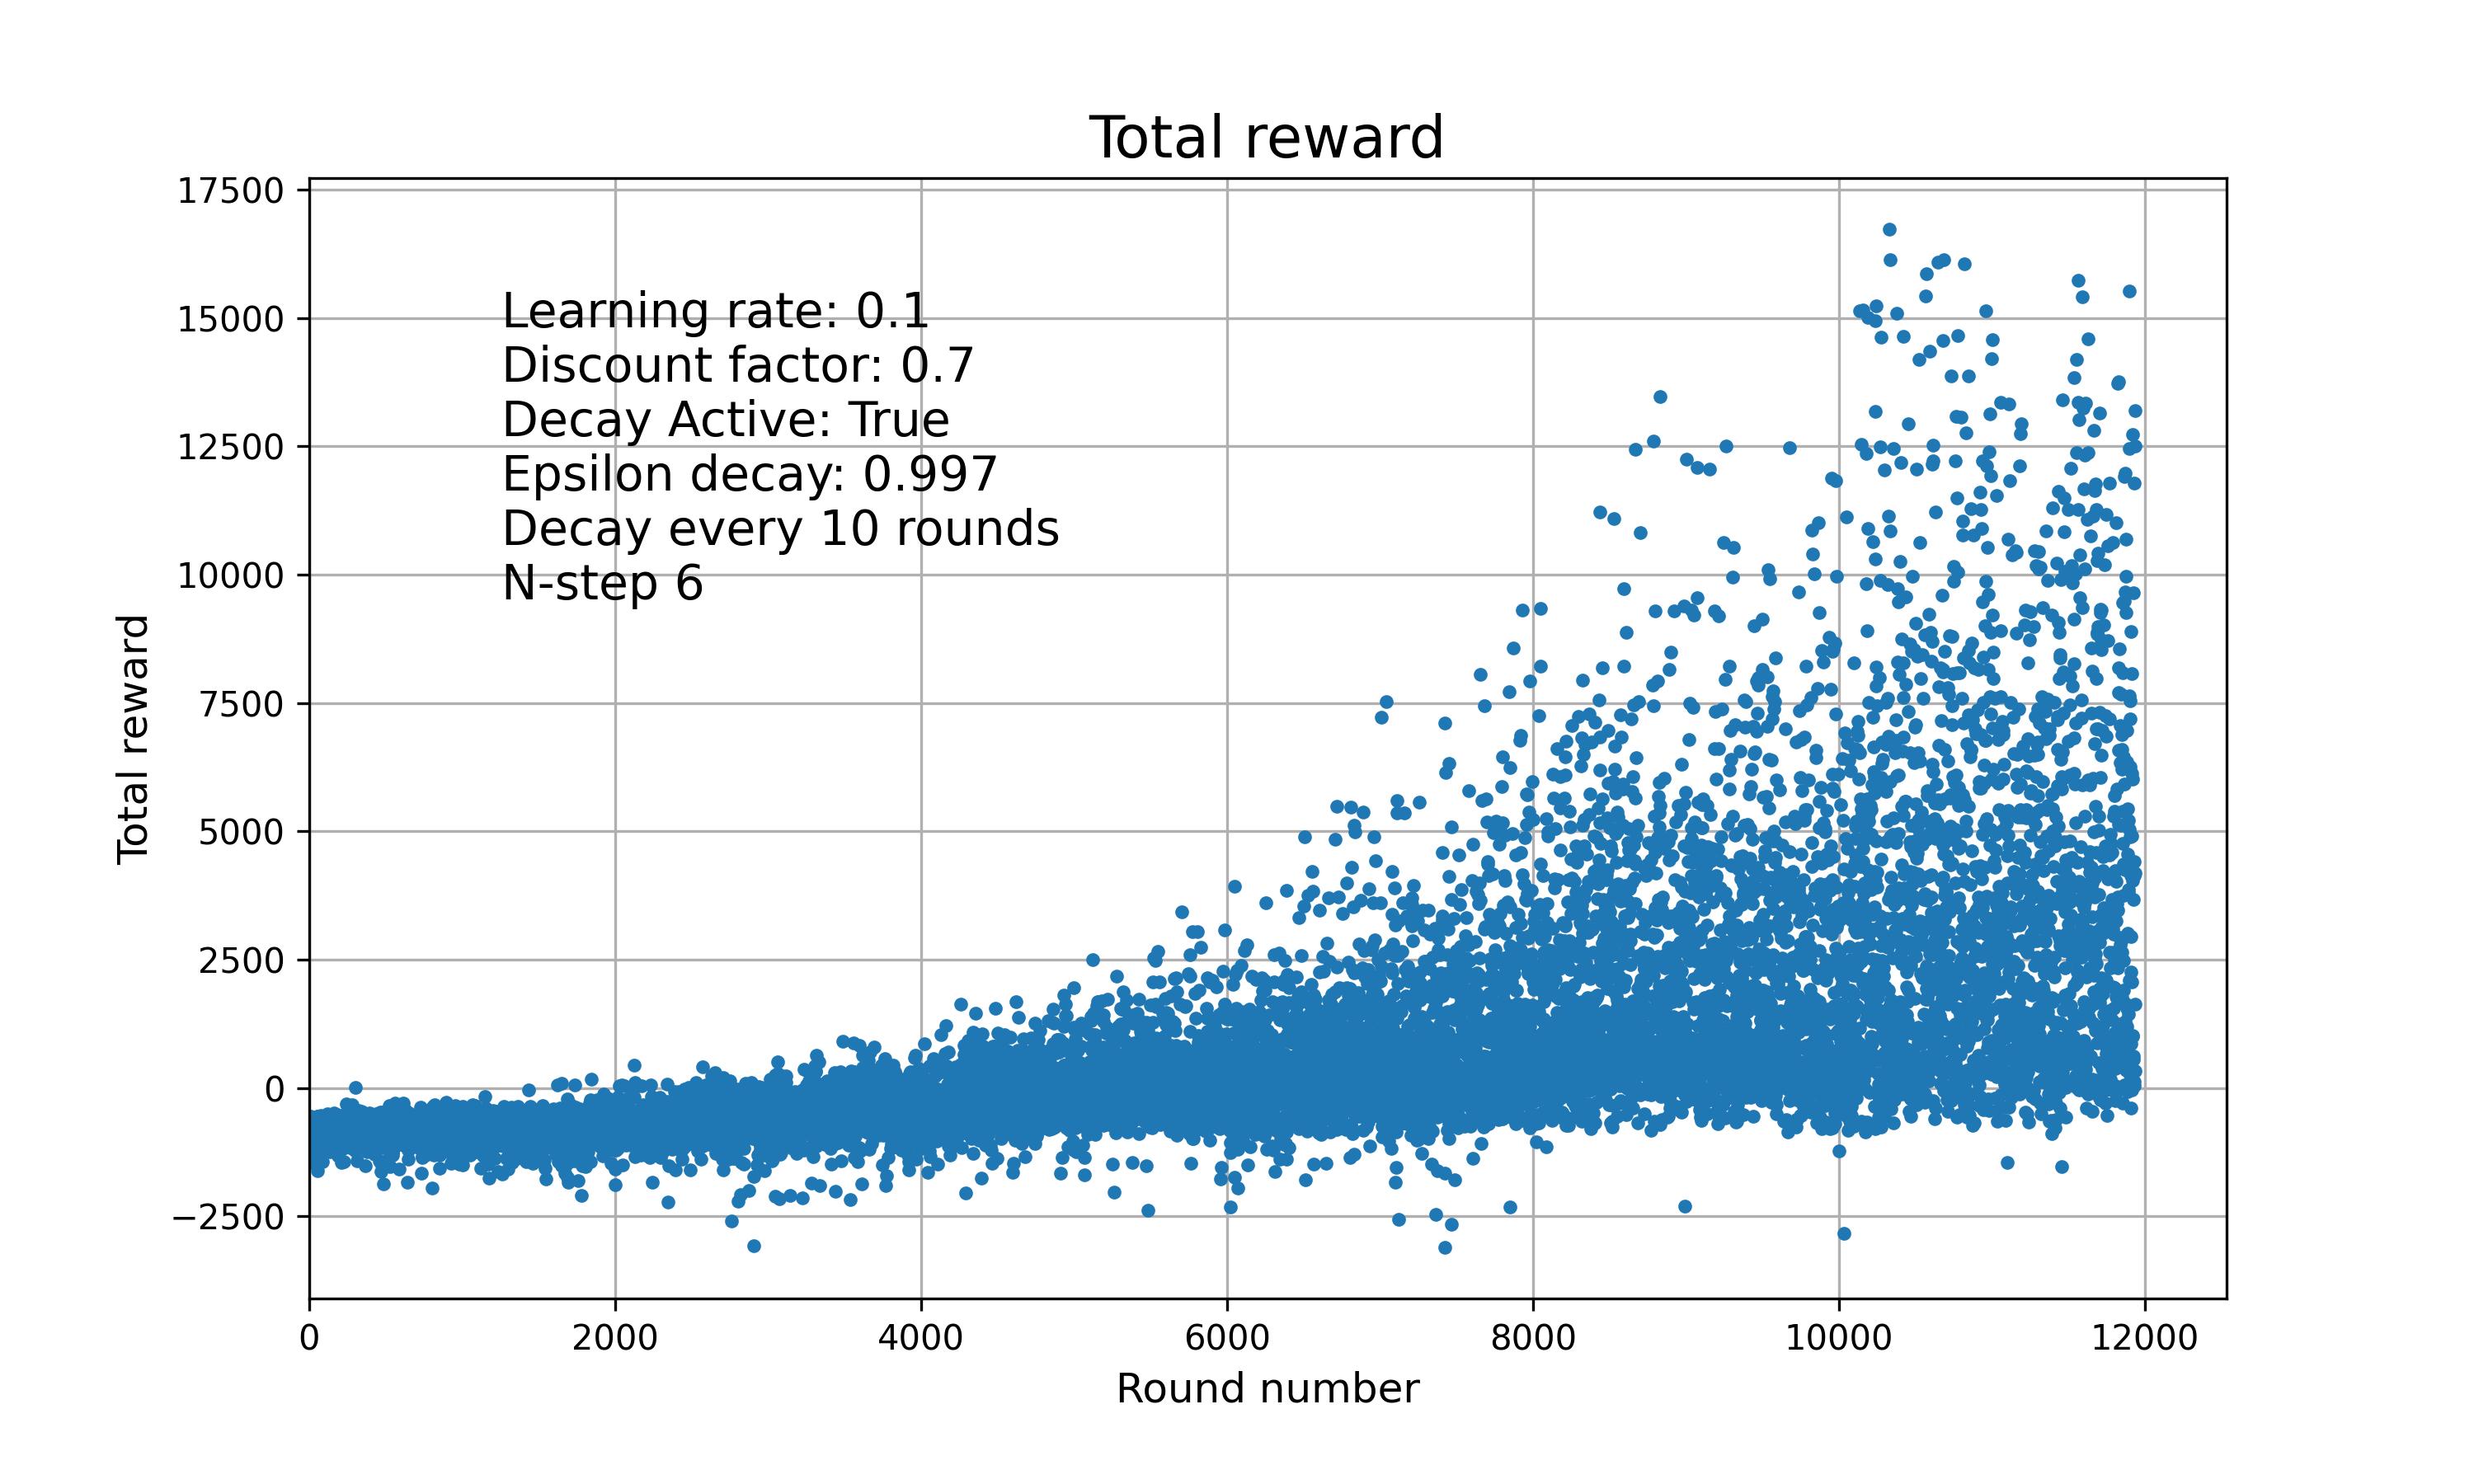 Total reward
17500
15000
12500
10000
7500
5000
2500
0
−2500
Total reward
Learning rate: 0.1
Discount factor: 0.7
Decay Active: True
Epsilon decay: 0.997
Decay every 10 rounds
N-step 6
0 2000 4000 6000 8000 10000 12000
Round number